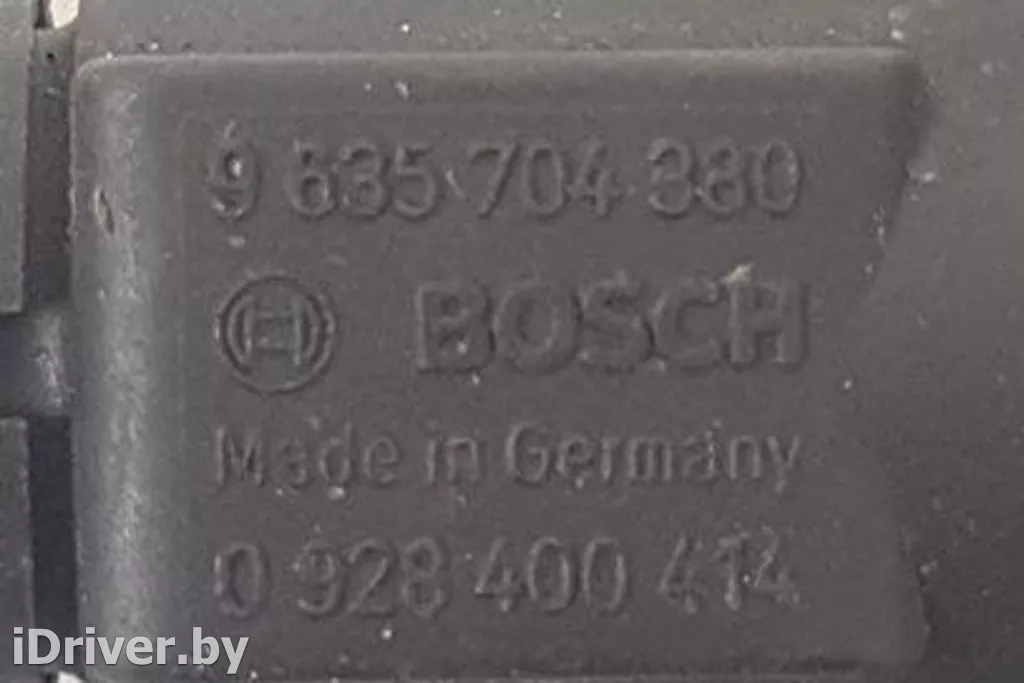 9 635 704 380
BOSCH
Made in Germany
0 928 400 414
iDriver.by